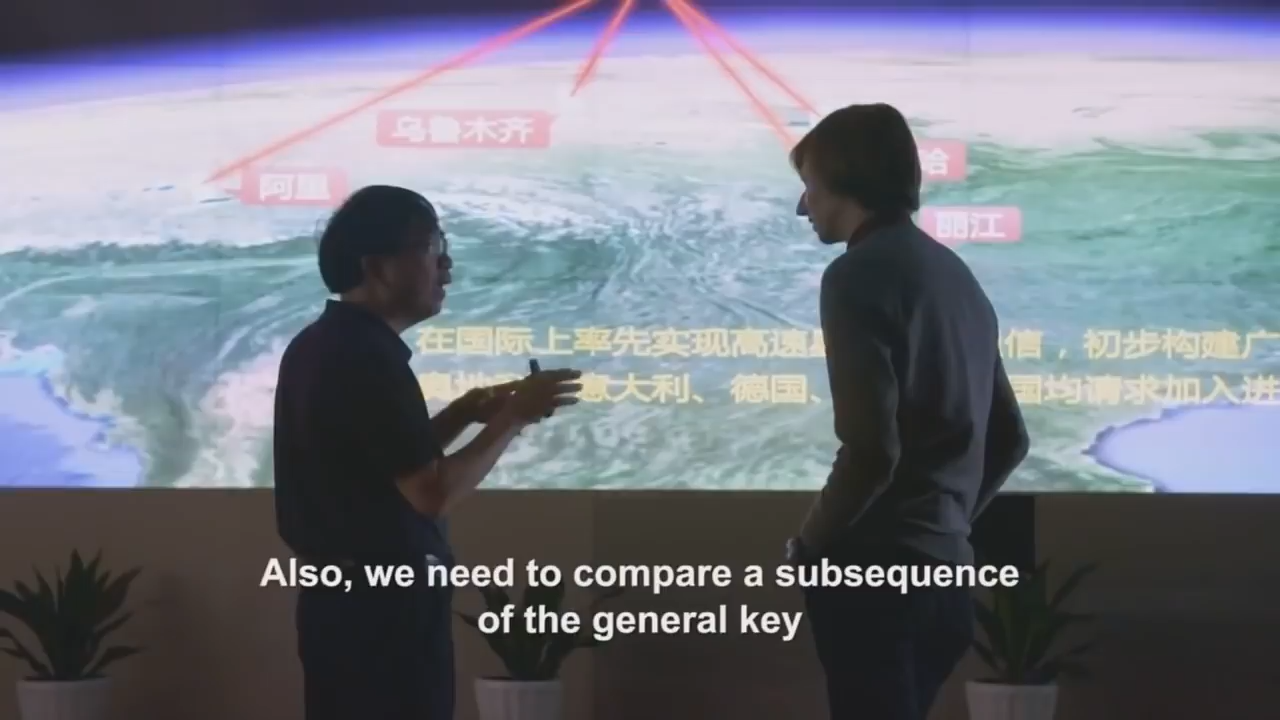 乌鲁木齐
阿里
哈
丽江
在国际上率先实现高速 信，初步构建广
大利、德国、 国均请求加入进
Also, we need to compare a subsequence
of the general key